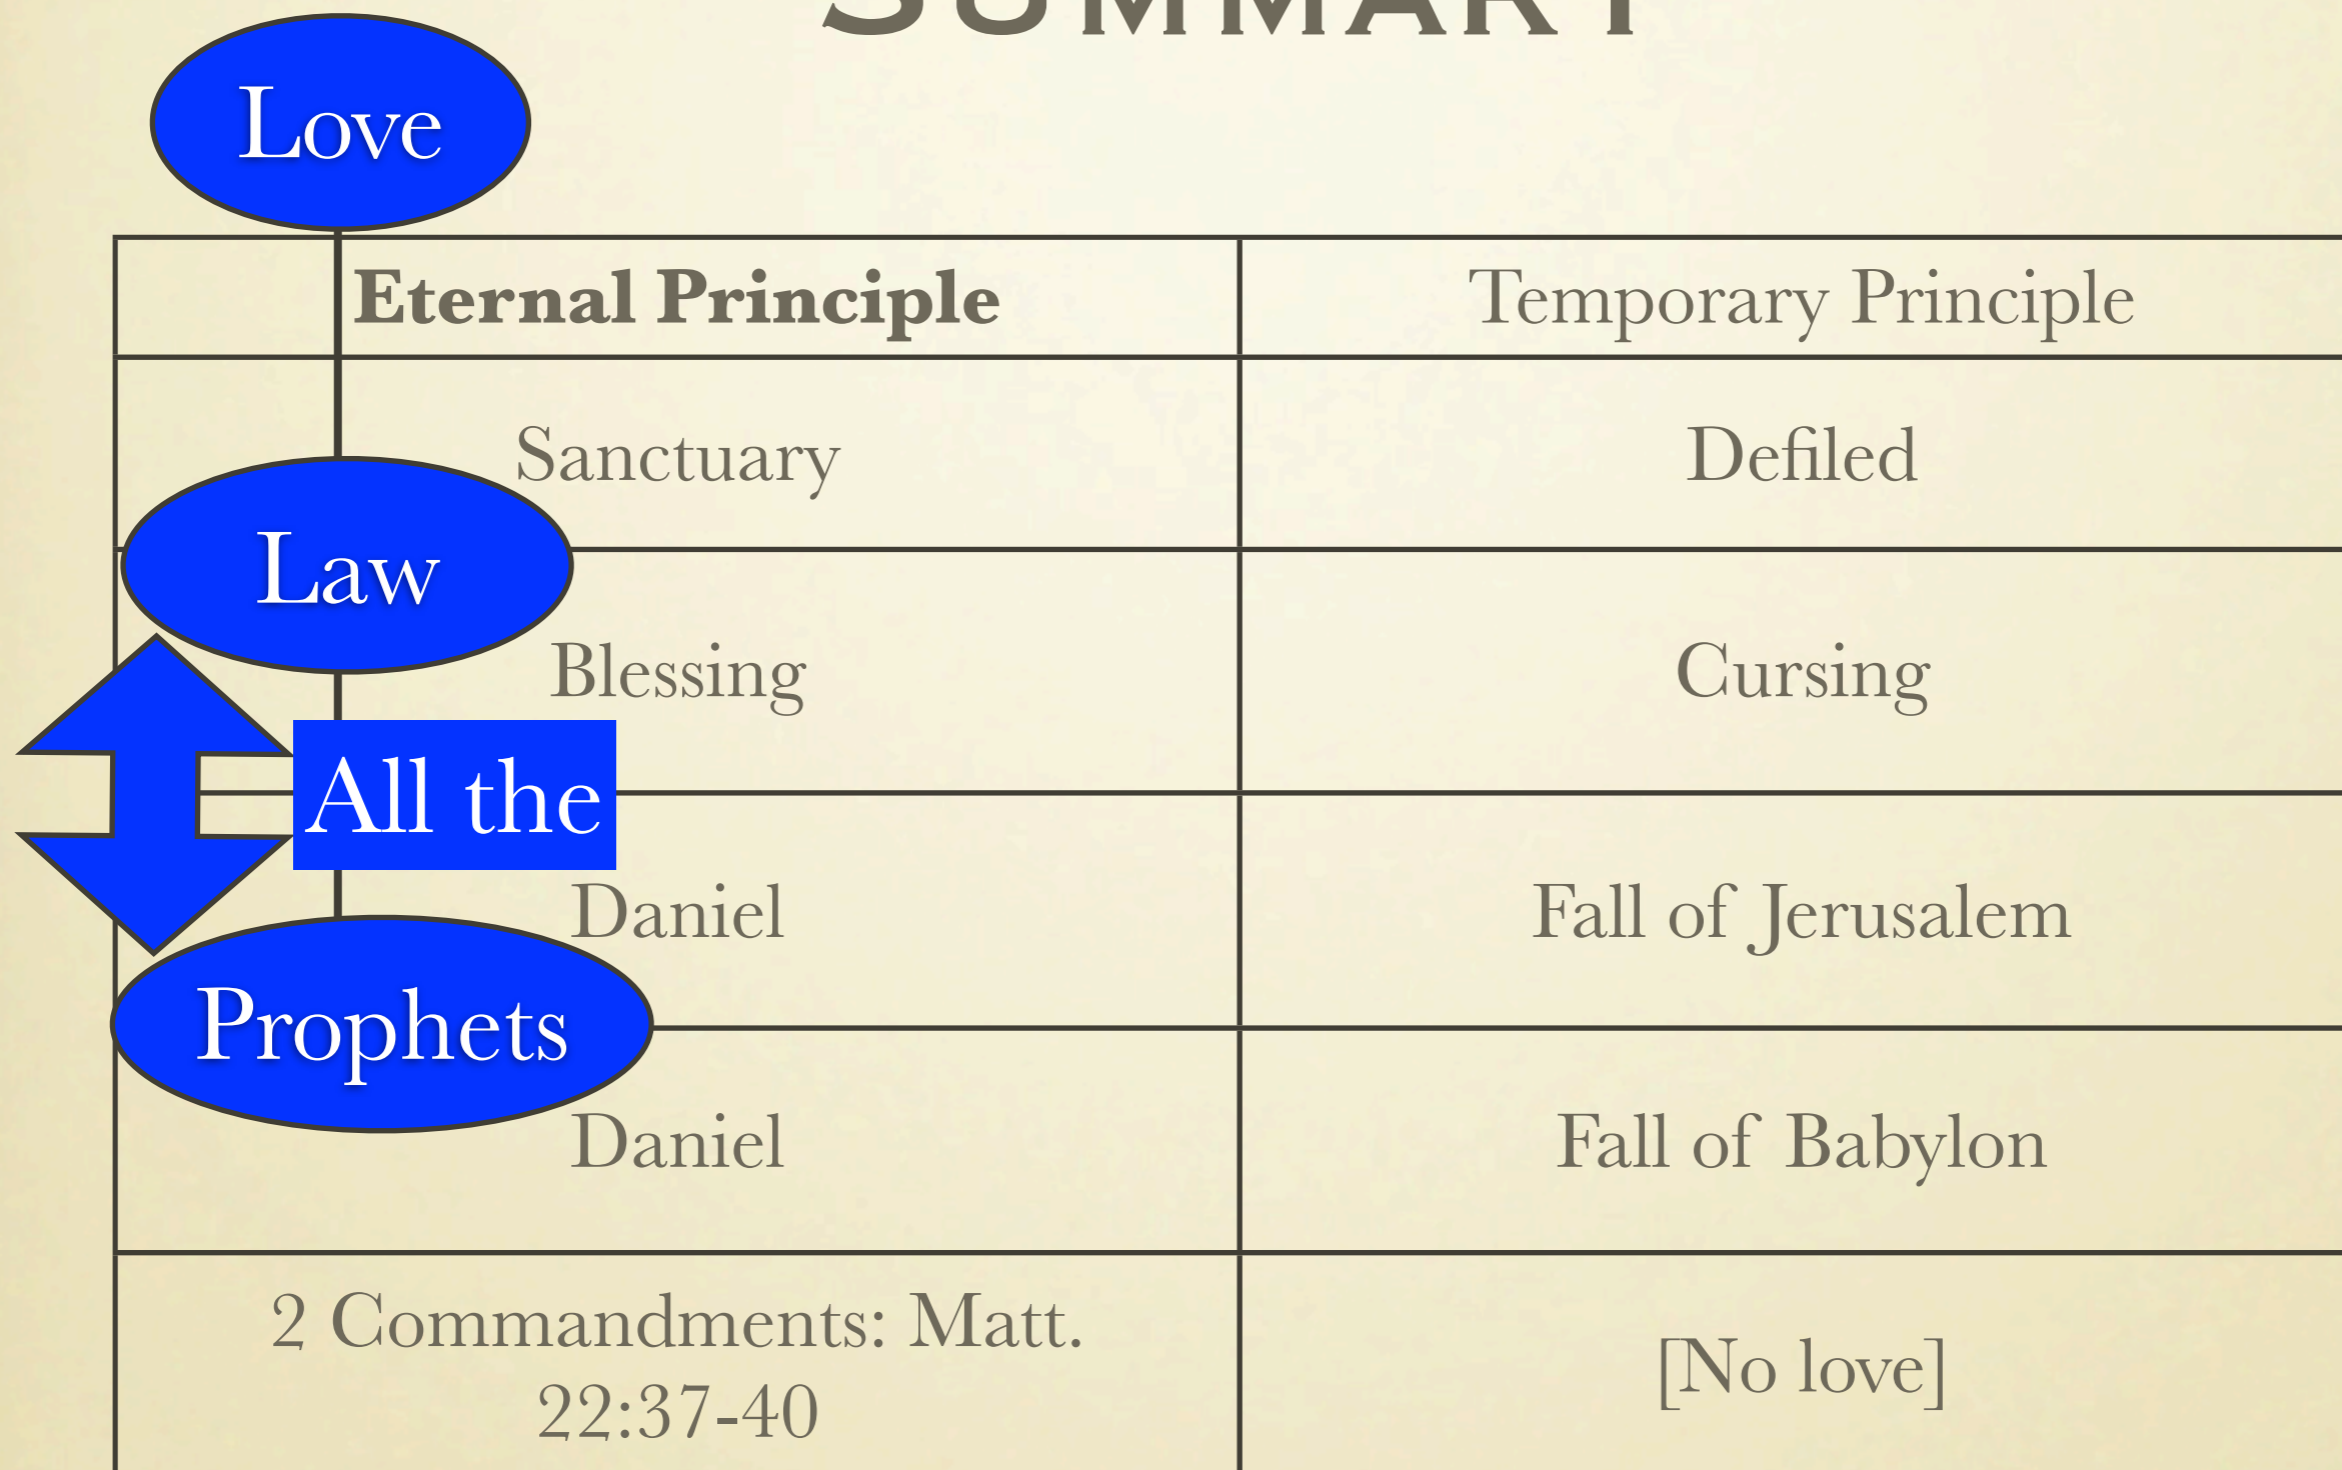 SUMMARY
Love
Eternal Principle
Temporary Principle
Sanctuary
Defiled
Law
Blessing
Cursing
All the
Daniel
Fall of Jerusalem
Prophets
Daniel
Fall of Babylon
2 Commandments: Matt.
22:37-40
[No love]